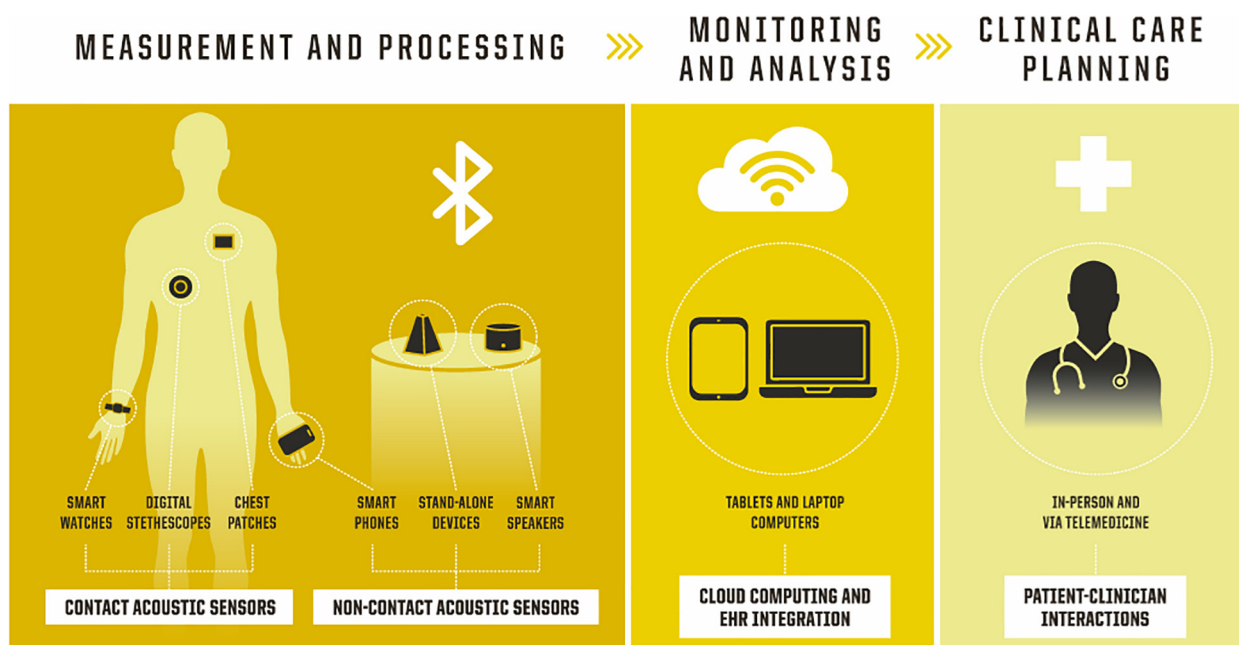 MEASUREMENT AND PROCESSING
MONITORING
AND ANALYSIS
CLINICAL CARE
PLANNING
SMART
WATCHES
DIGITAL
STETHESCOPES
CHEST
PATCHES
SMART
PHONES
STAND-ALONE
DEVICES
SMART
SPEAKERS
CONTACT ACOUSTIC SENSORS
NON-CONTACT ACOUSTIC SENSORS
TABLETS AND LAPTOP
COMPUTERS
CLOUD COMPUTING AND
EHR INTEGRATION
IN-PERSON AND
VIA TELEMEDICINE
PATIENT-CLINICIAN
INTERACTIONS